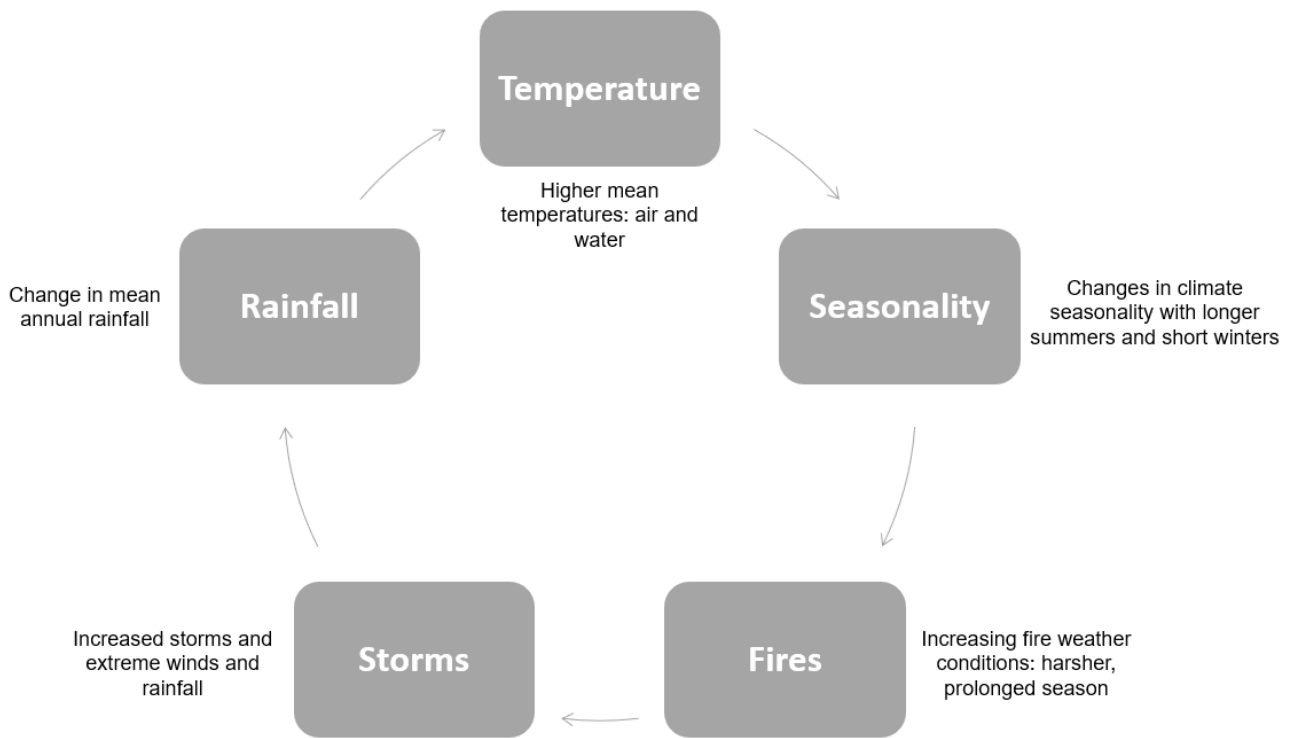 Temperature
Higher mean
temperatures: air and
water
Seasonality
Changes in climate
seasonality with longer
summers and short winters
Fires
Increasing fire weather
conditions: harsher,
prolonged season
Storms
Increased storms and
extreme winds and
rainfall
Rainfall
Change in mean
annual rainfall